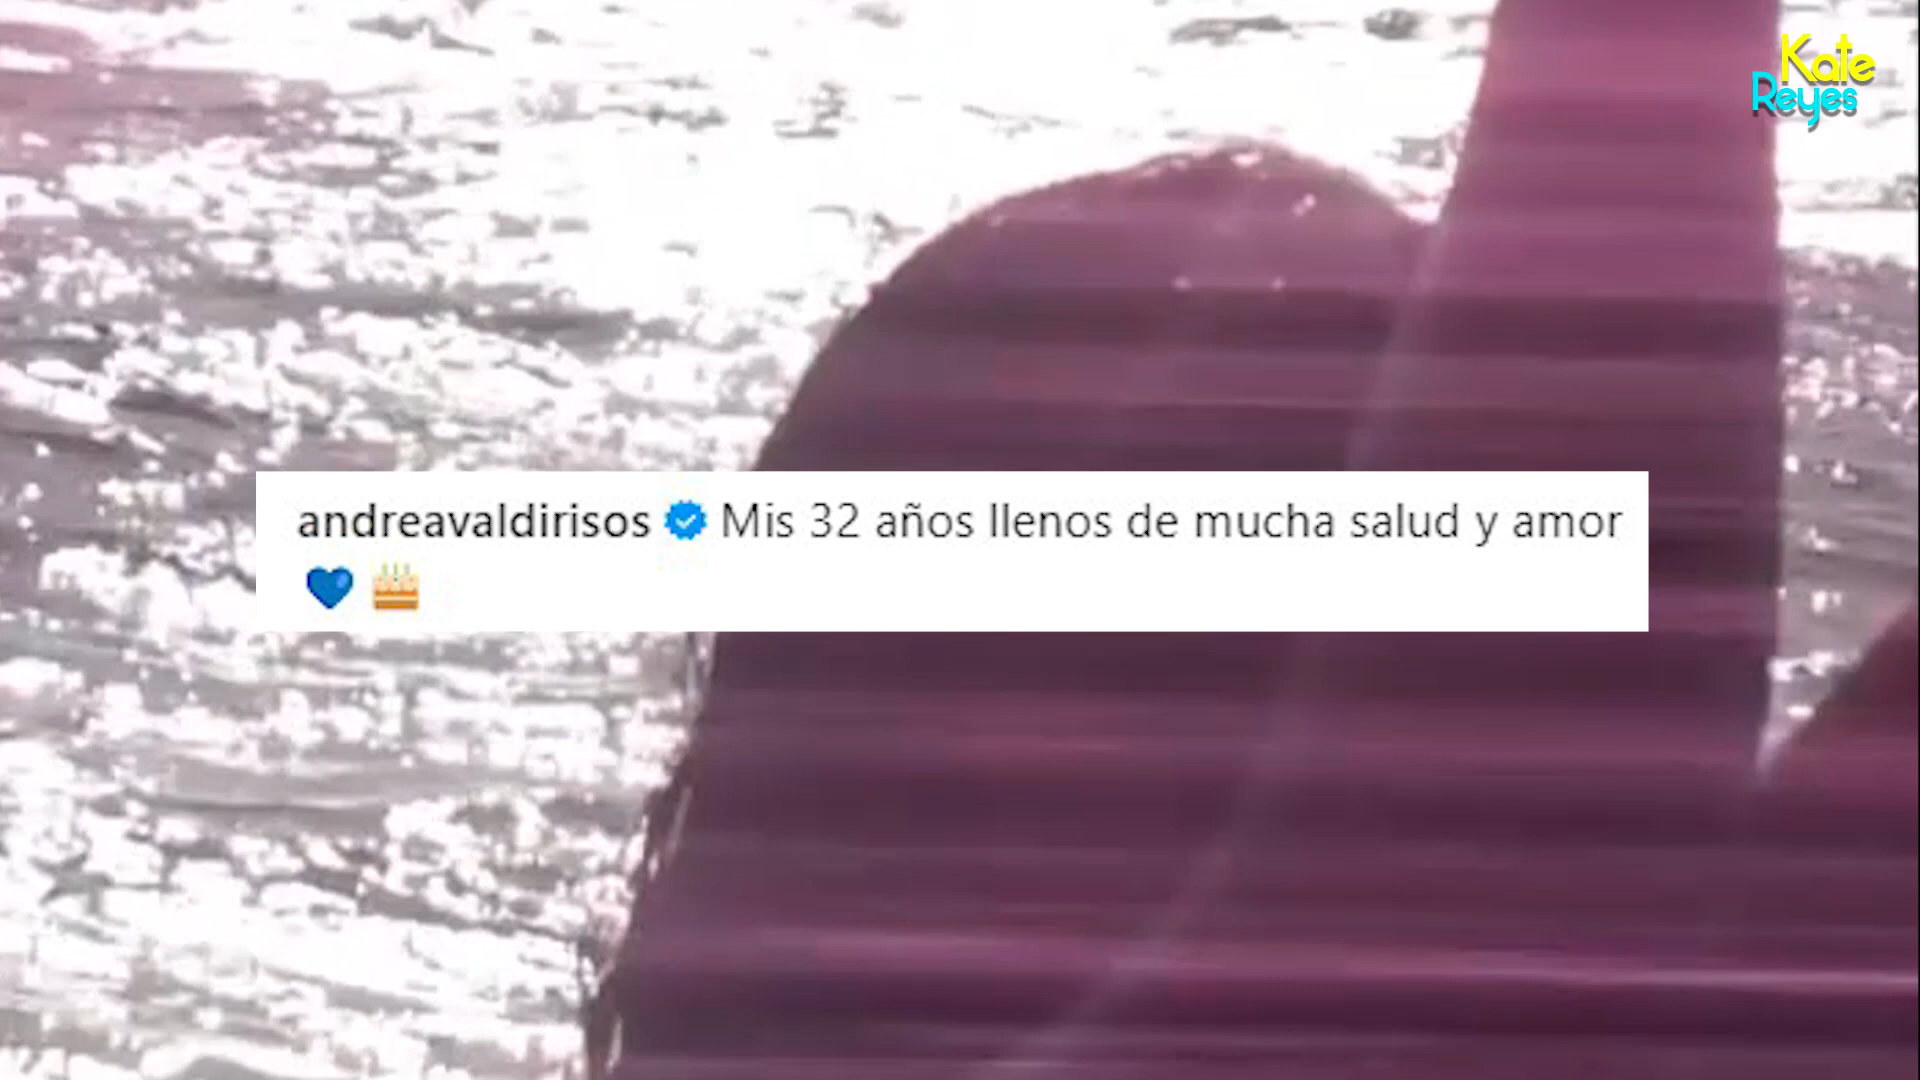 Kate
Reyes
andreavaldirisos Mis 32 años llenos de mucha salud y amor
💙 🎂